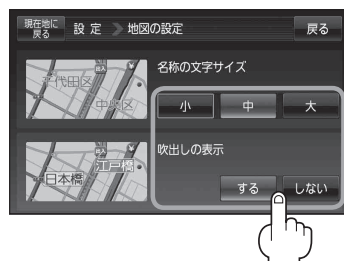 現在地に
戻る
設 定
地図の設定
戻る
名称の文字サイズ
千代田区
中央区
小
中
大
吹出しの表示
江戸橋
日本橋
する
しない